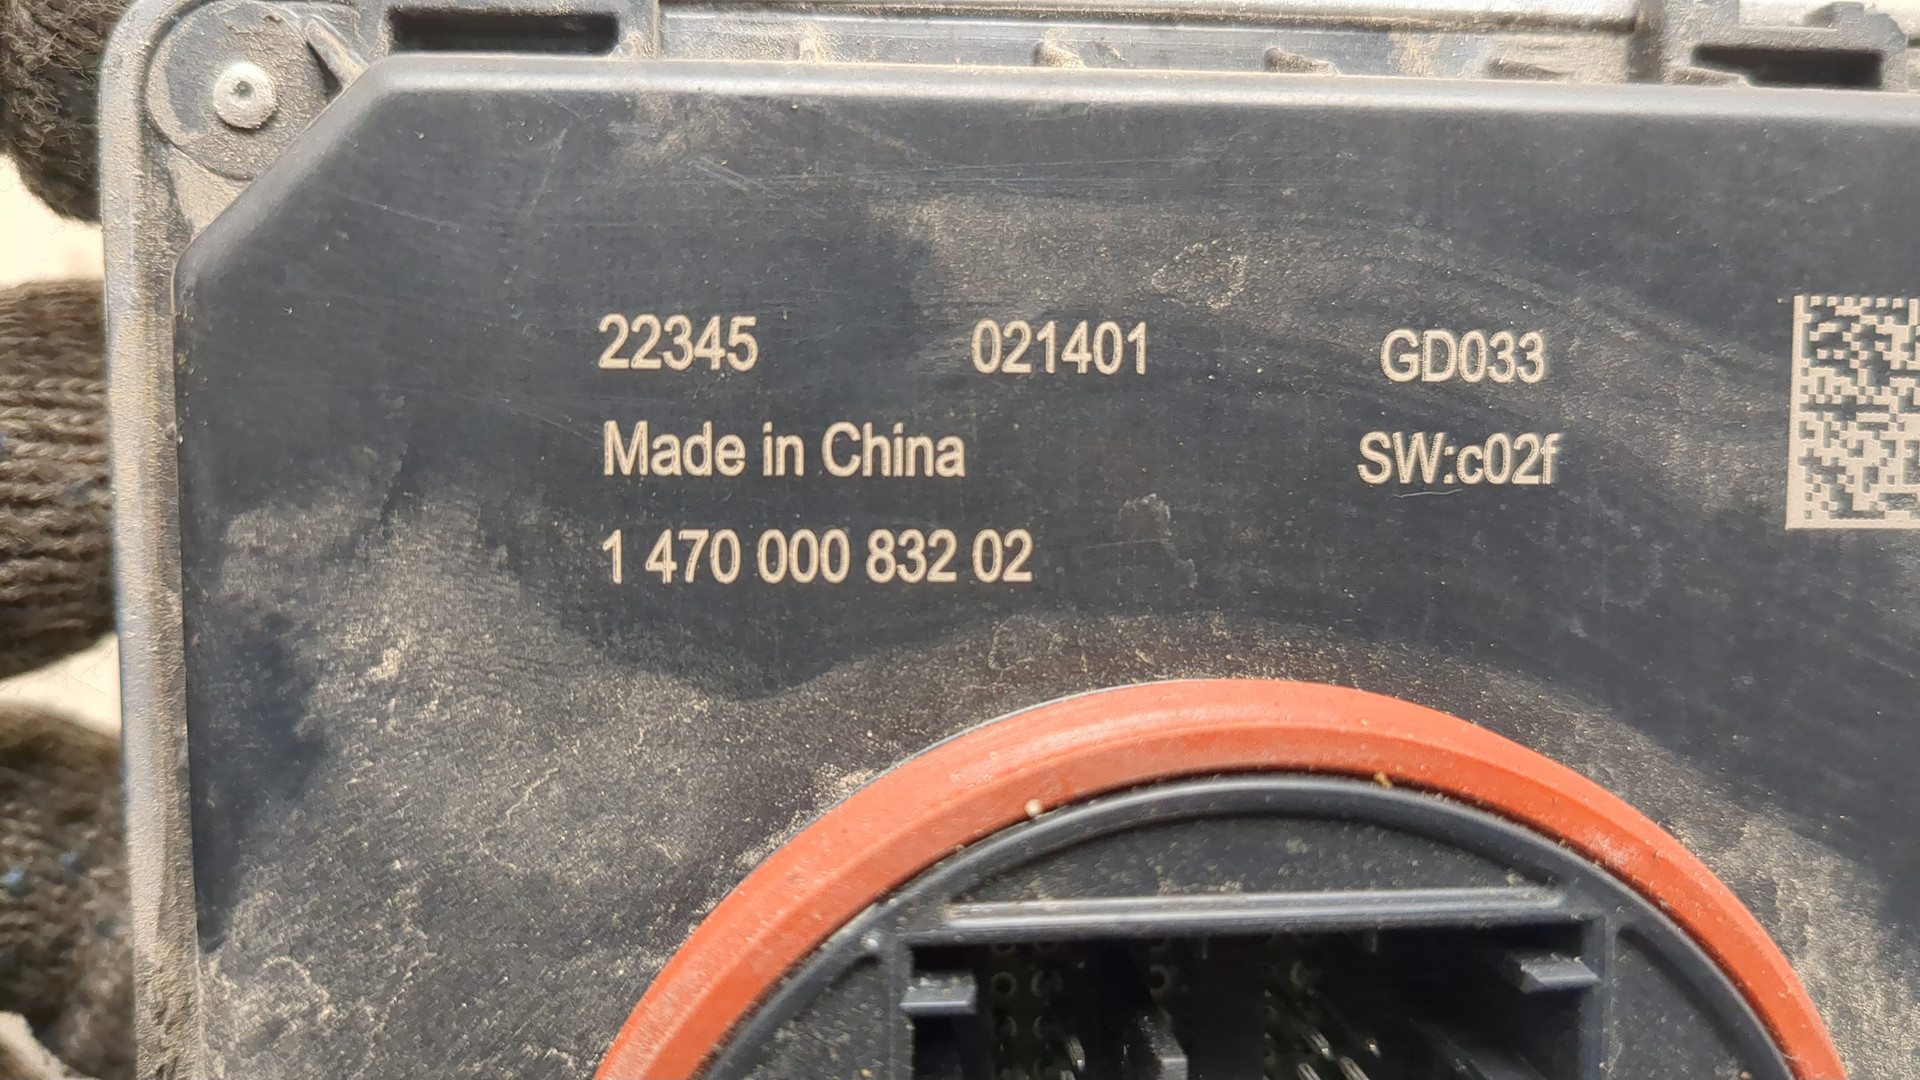 22345 021401 GD033
Made in China SW:c02f
1 470 000 832 02